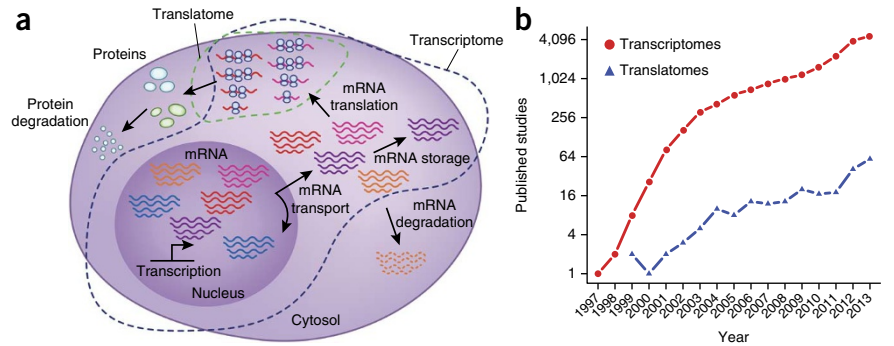 a
Translatome
Transcriptome
Proteins
Protein
degradation
mRNA
translation
mRNA
mRNA storage
mRNA
transport
mRNA
degradation
Transcription
Nucleus
Cytosol
b
Transcriptomes
Translatomes
Published studies
4,096
1,024
256
64
16
4
1
1997
1998
1999
2000
2001
2002
2003
2004
2005
2006
2007
2008
2009
2010
2011
2012
2013
Year